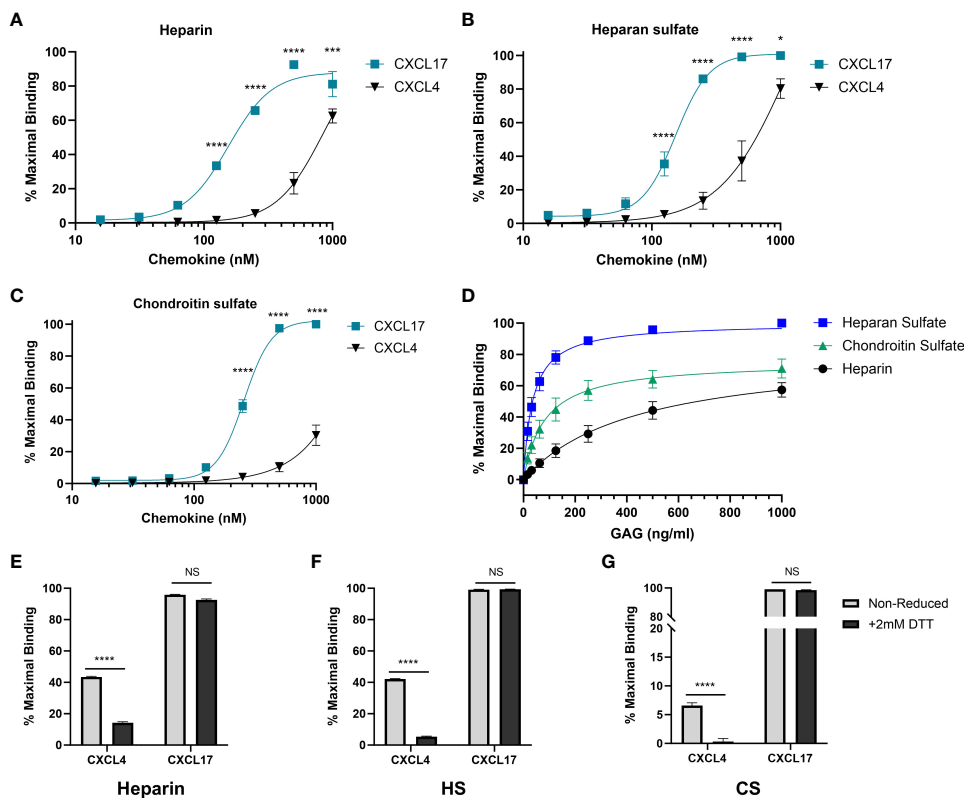 A
Heparin
% Maximal Binding
100
80
60
40
20
0
10
100
1000
Chemokine (nM)
****
****
****
***
CXCL17
CXCL4
B
Heparan sulfate
% Maximal Binding
100
80
60
40
20
0
10
100
1000
Chemokine (nM)
****
****
****
*
CXCL17
CXCL4
C
Chondroitin sulfate
% Maximal Binding
100
80
60
40
20
0
10
100
1000
Chemokine (nM)
****
****
****
CXCL17
CXCL4
D
% Maximal Binding
100
80
60
40
20
0
0
200
400
600
800
1000
GAG (ng/ml)
Heparan Sulfate
Chondroitin Sulfate
Heparin
E
% Maximal Binding
100
80
60
40
20
0
****
NS
CXCL4
CXCL17
Heparin
F
% Maximal Binding
100
80
60
40
20
0
****
NS
CXCL4
CXCL17
HS
G
% Maximal Binding
100
80
20
15
10
5
0
****
NS
CXCL4
CXCL17
CS
Non-Reduced
+2mM DTT